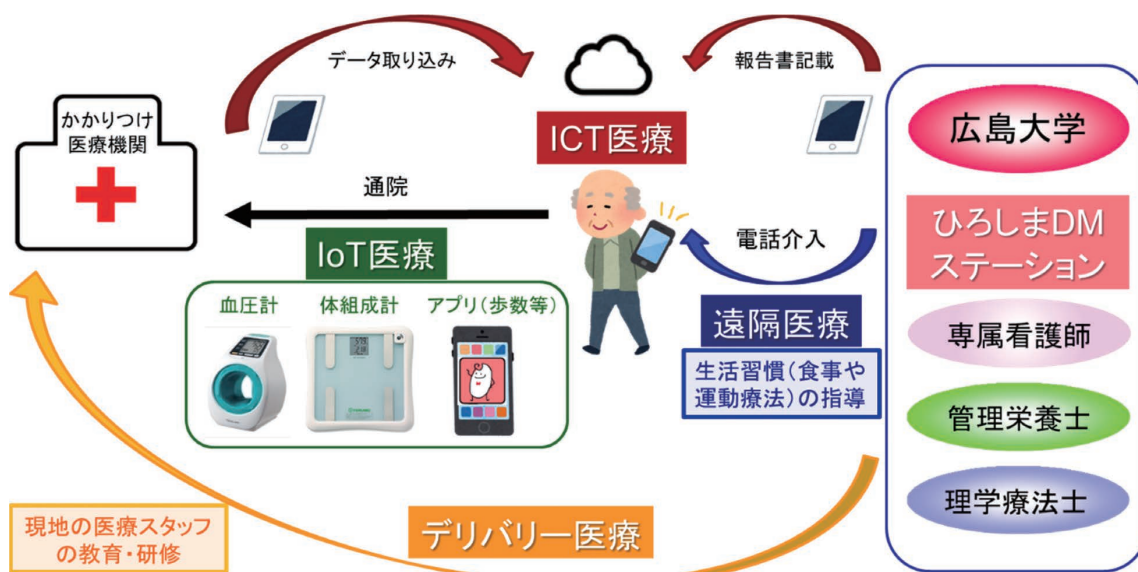 データ取り込み
報告書記載
かかりつけ
医療機関
ICT医療
広島大学
通院
IoT医療
血圧計
体組成計
アプリ(歩数等)
電話介入
遠隔医療
生活習慣(食事や
運動療法)の指導
ひろしまDM
ステーション
専属看護師
管理栄養士
理学療法士
デリバリー医療
現地の医療スタッフ
の教育・研修